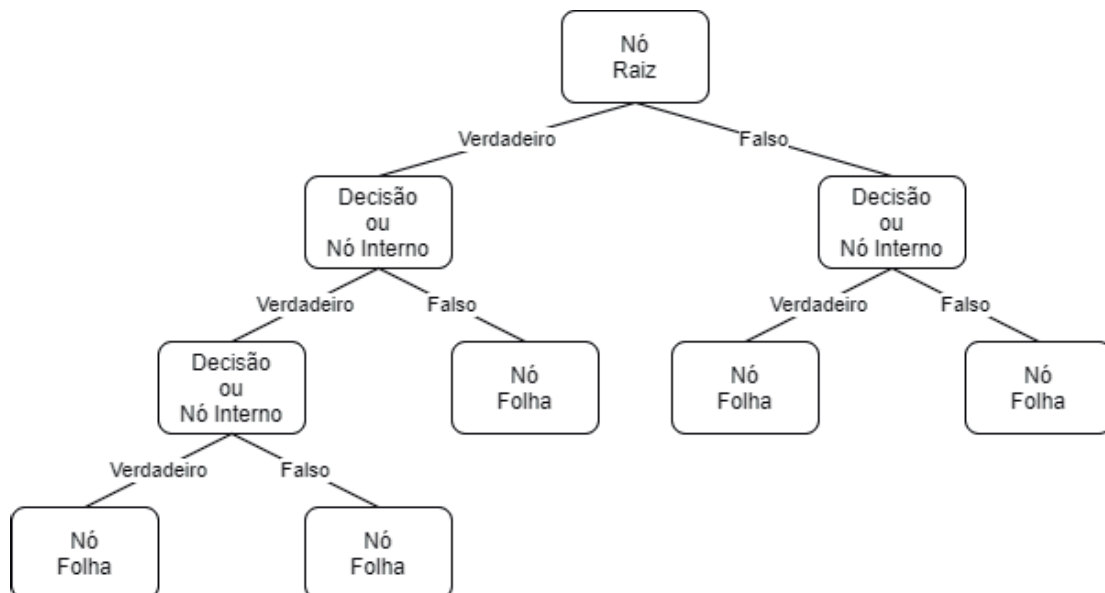 Nó
Raiz
Verdadeiro
Falso
Decisão
ou
Nó Interno
Decisão
ou
Nó Interno
Verdadeiro
Falso
Verdadeiro
Falso
Decisão
ou
Nó Interno
Nó
Folha
Nó
Folha
Nó
Folha
Verdadeiro
Falso
Nó
Folha
Nó
Folha